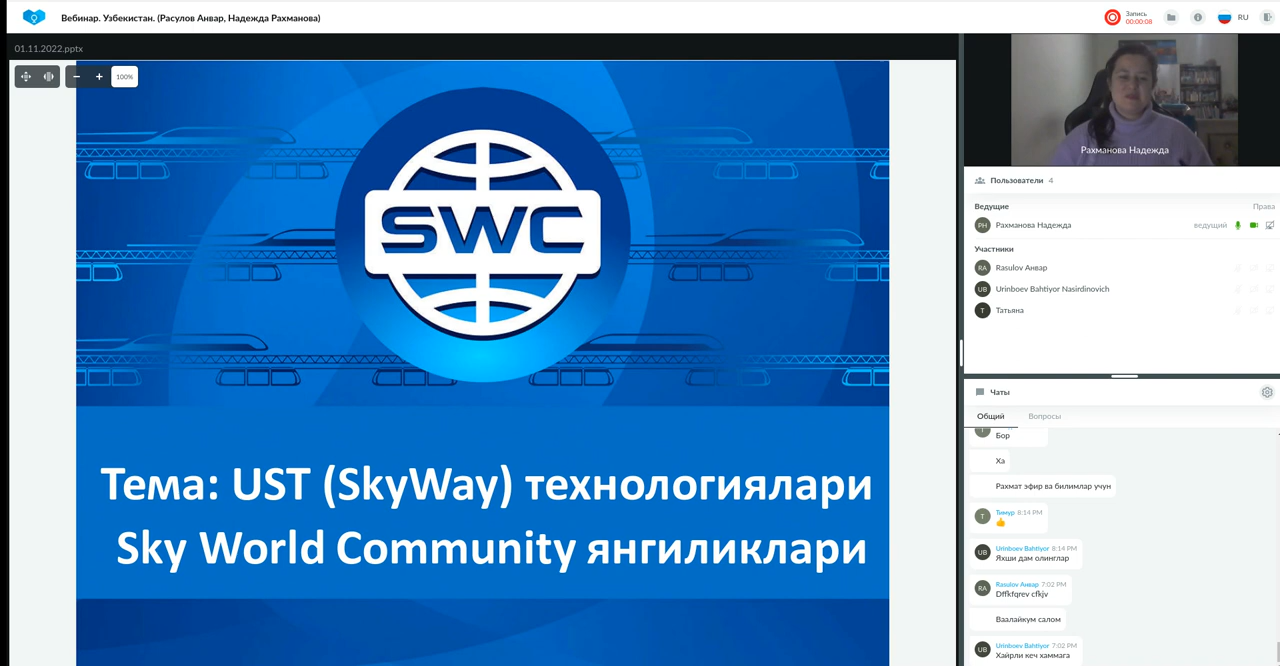 Вебинар. Узбекистан. (Расулов Анвар, Надежда Рахманова)
Запись
00:00:08
RU
01.11.2022.pptx
100%
SWC
Тема: UST (SkyWay) технологиялари
Sky World Community янгиликлари
Рахманова Надежда
Пользователи 4
Ведущие Права
РН Рахманова Надежда ведущий
Участники
RA Rasulov Анвар
UB Urinboev Bahtiyor Nasirdinovich
Т Татьяна
Чаты
Общий Вопросы
Бор
Ха
Рахмат эфир ва билимлар учун
Т Тимур 8:14 PM
👍
UB Urinboev Bahtiyor 8:14 PM
Яхши дам олинглар
RA Rasulov Анвар 7:02 PM
Dffkfqrev cfkjv
Ваалайкум салом
UB Urinboev Bahtiyor 7:02 PM
Хайрли кеч хаммага